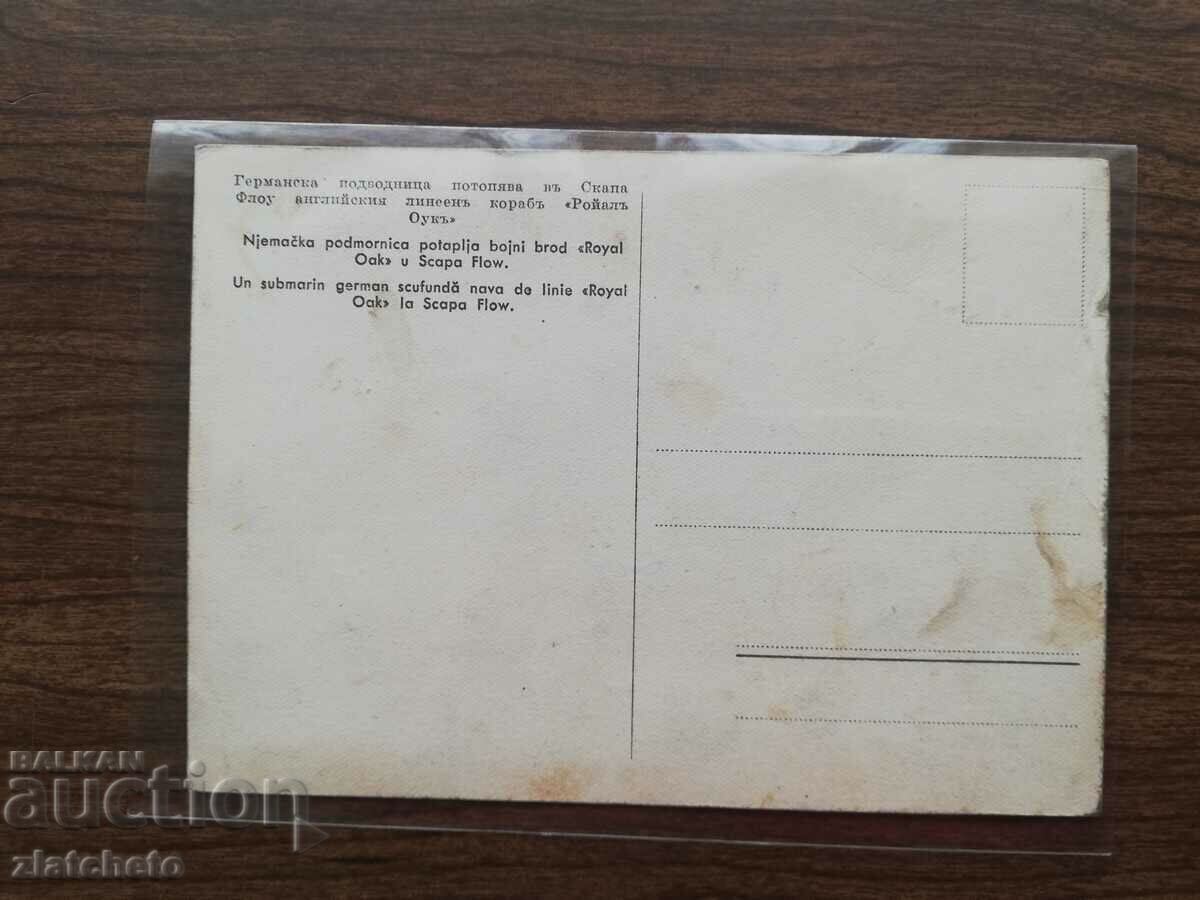 Германска подводница потопява въ Скапа
Флоу английския линеенъ корабъ «Ройалъ
Оукъ»
Njemačka podmornica potaplja bojni brod «Royal
Oak» u Scapa Flow.
Un submarin german scufundă nava de linie «Royal
Oak» la Scapa Flow.
BALKAN
auction
zlatcheto